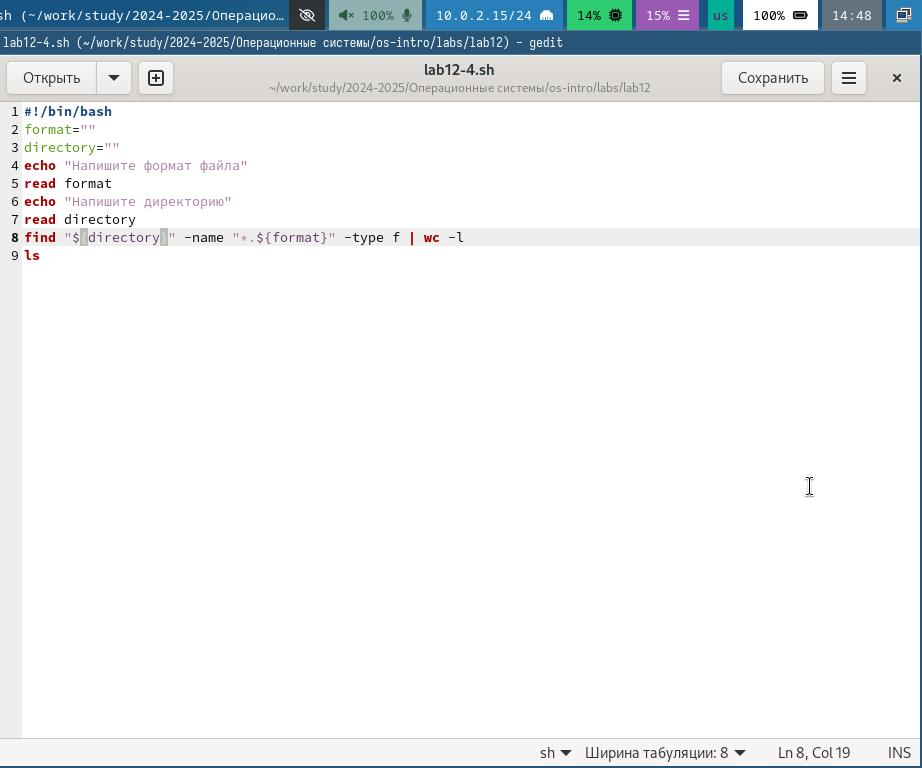 sh (~/work/study/2024-2025/Операцио… 100% 10.0.2.15/24 14% 15% us 100% 14:48
lab12-4.sh (~/work/study/2024-2025/Операционные системы/os-intro/labs/lab12) - gedit
Открыть lab12-4.sh Сохранить
~/work/study/2024-2025/Операционные системы/os-intro/labs/lab12
1 #!/bin/bash
2 format=""
3 directory=""
4 echo "Напишите формат файла"
5 read format
6 echo "Напишите директорию"
7 read directory
8 find "${directory}" -name "*.${format}" -type f | wc -l
9 ls
sh Ширина табуляции: 8 Ln 8, Col 19 INS